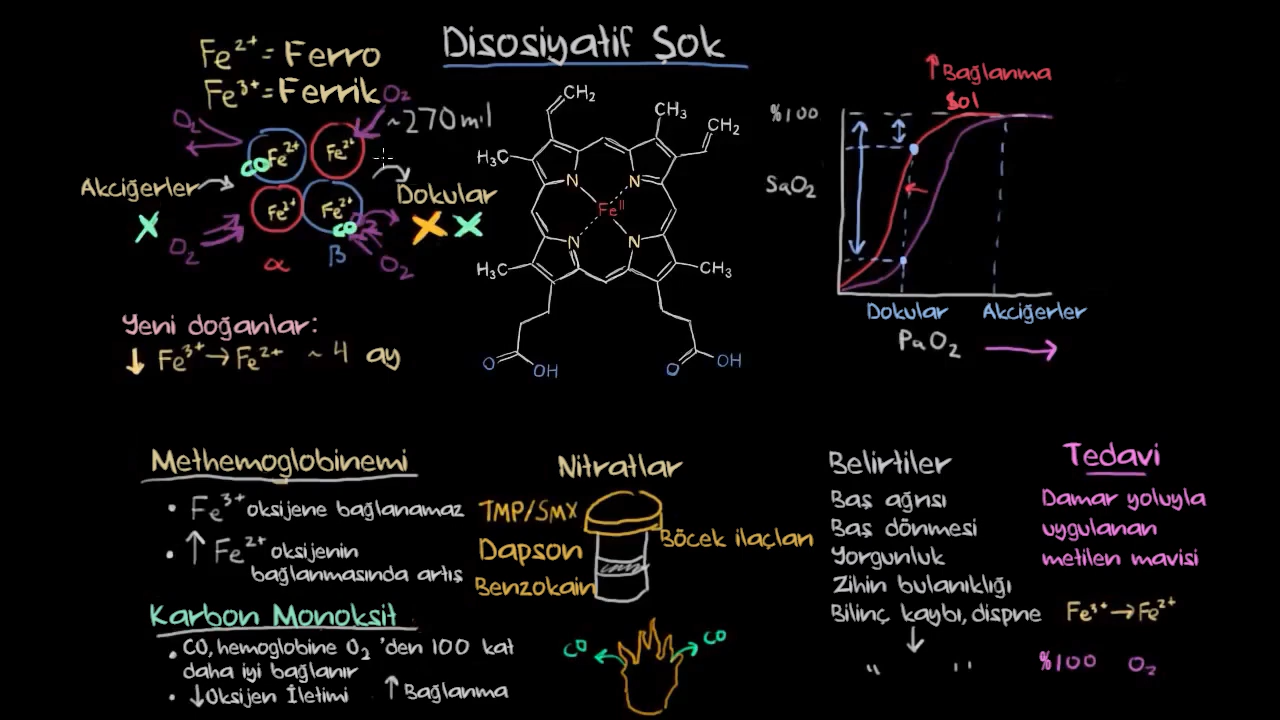 Disosiyatif Şok
Fe²⁺ = Ferro
Fe³⁺ = Ferrik
O₂
O₂
~270 mil
CO
Fe²⁺
Fe²⁺
Akciğerler
Dokular
Fe²⁺
Fe²⁺
CO
O₂
O₂
α
β
Yeni doğanlar:
↓ Fe³⁺ → Fe²⁺ ~ 4 ay
CH₂
CH₃
CH₂
H₃C
N
N
Feᴵᴵ
N
N
H₃C
CH₃
O
OH
O
OH
↑ Bağlanma
Sol
%100
SaO₂
Dokular
Akciğerler
PaO₂ →
Methemoglobinemi
• Fe³⁺ oksijene bağlanamaz
• ↑ Fe²⁺ oksijenin
bağlanmasında artış
Karbon Monoksit
• CO, hemoglobine O₂ 'den 100 kat
daha iyi bağlanır
• ↓Oksijen İletimi ↑ Bağlanma
Nitratlar
TMP/SMX
Dapson
Benzokain
Böcek ilaçları
CO
CO
Belirtiler
Baş ağrısı
Baş dönmesi
Yorgunluk
Zihin bulanıklığı
Bilinç kaybı, dispne
↓
" "
Tedavi
Damar yoluyla
uygulanan
metilen mavisi
Fe³⁺ → Fe²⁺
%100 O₂